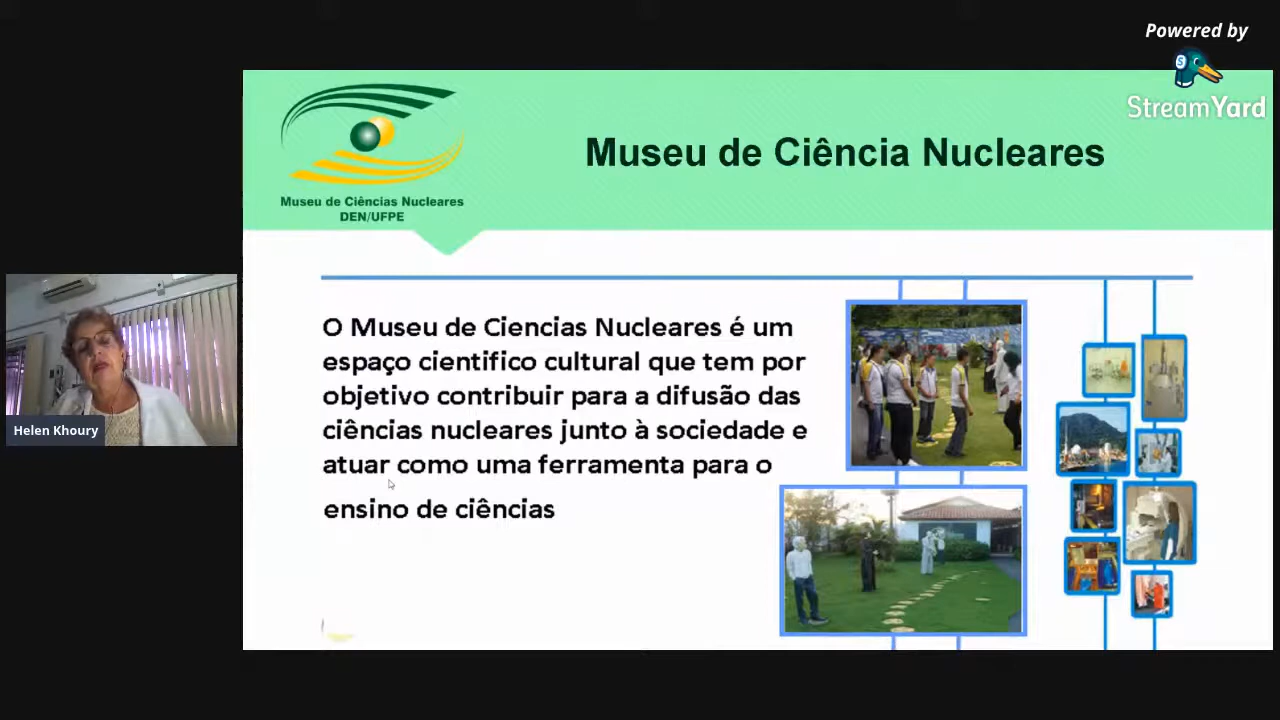 Powered by
StreamYard
Museu de Ciências Nucleares
DEN/UFPE
Museu de Ciência Nucleares
O Museu de Ciencias Nucleares é um
espaço cientifico cultural que tem por
objetivo contribuir para a difusão das
ciências nucleares junto à sociedade e
atuar como uma ferramenta para o
ensino de ciências
Helen Khoury